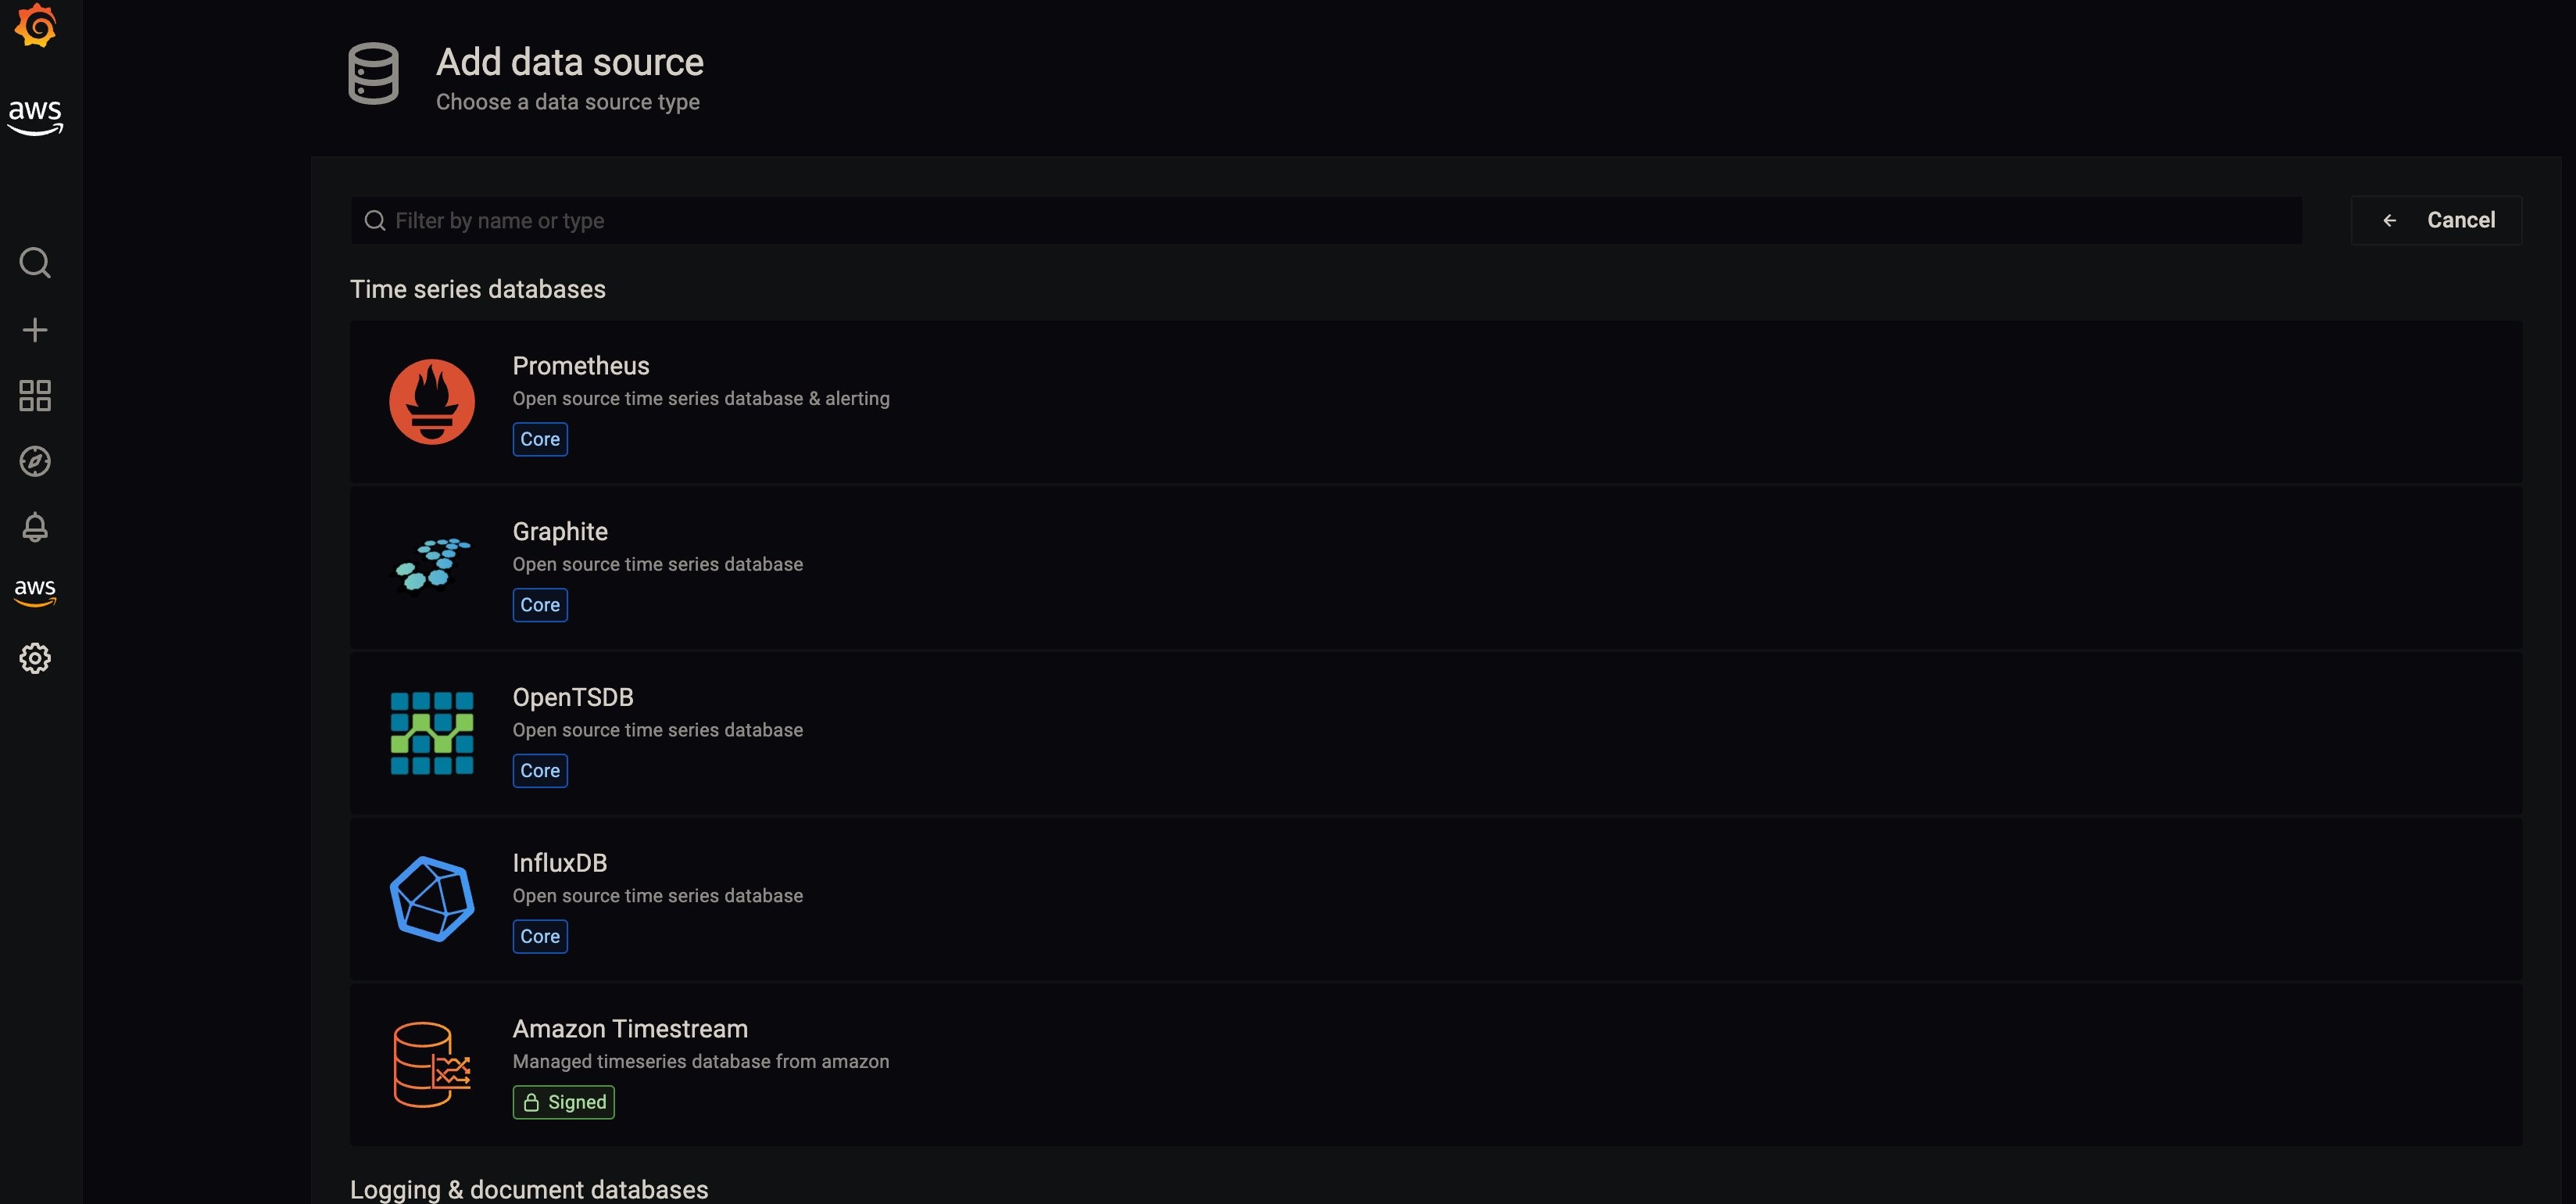 aws
aws
Add data source
Choose a data source type
Filter by name or type
Cancel
Time series databases
Prometheus
Open source time series database & alerting
Core
Graphite
Open source time series database
Core
OpenTSDB
Open source time series database
Core
InfluxDB
Open source time series database
Core
Amazon Timestream
Managed timeseries database from amazon
Signed
Logging & document databases